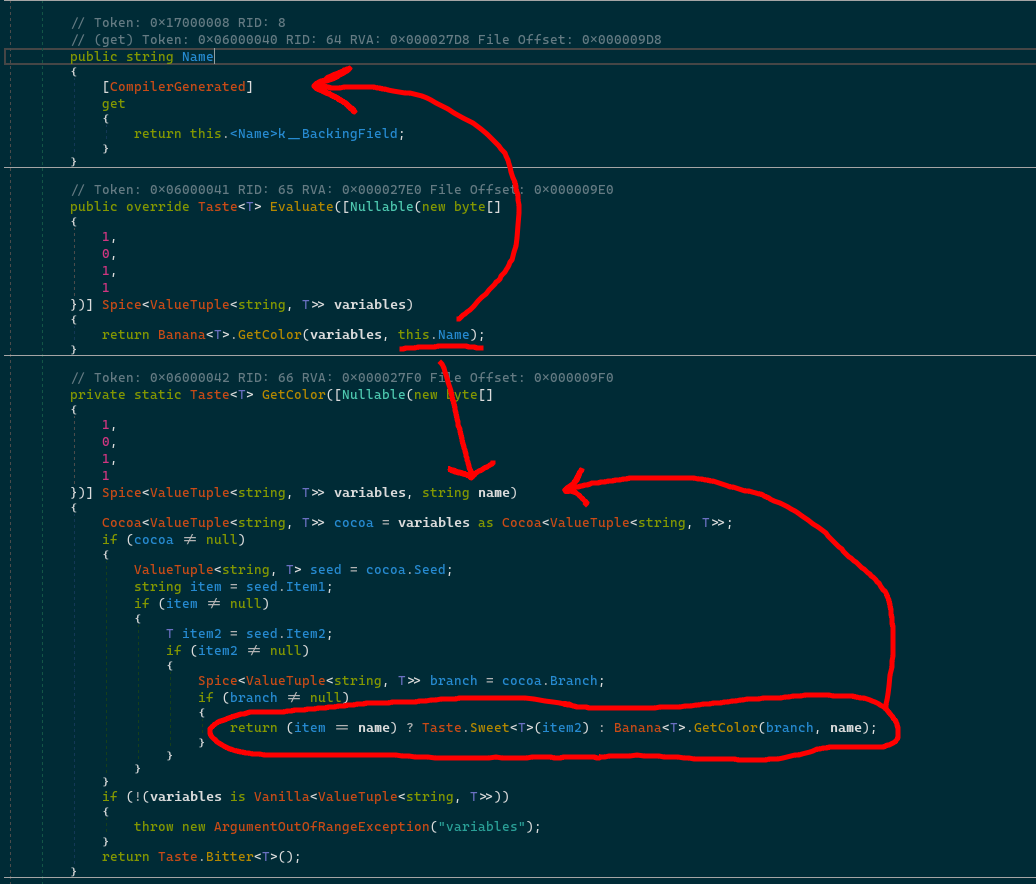 // Token: 0x17000008 RID: 8
// (get) Token: 0x06000040 RID: 64 RVA: 0x000027D8 File Offset: 0x000009D8
public string Name
{
[CompilerGenerated]
get
{
return this.<Name>k__BackingField;
}
}
// Token: 0x06000041 RID: 65 RVA: 0x000027E0 File Offset: 0x000009E0
public override Taste<T> Evaluate([Nullable(new byte[]
{
1,
0,
1,
1
})] Spice<ValueTuple<string, T>> variables)
{
return Banana<T>.GetColor(variables, this.Name);
}
// Token: 0x06000042 RID: 66 RVA: 0x000027F0 File Offset: 0x000009F0
private static Taste<T> GetColor([Nullable(new byte[]
{
1,
0,
1,
1
})] Spice<ValueTuple<string, T>> variables, string name)
{
Cocoa<ValueTuple<string, T>> cocoa = variables as Cocoa<ValueTuple<string, T>>;
if (cocoa != null)
{
ValueTuple<string, T> seed = cocoa.Seed;
string item = seed.Item1;
if (item != null)
{
T item2 = seed.Item2;
if (item2 != null)
{
Spice<ValueTuple<string, T>> branch = cocoa.Branch;
if (branch != null)
{
return (item == name) ? Taste.Sweet<T>(item2) : Banana<T>.GetColor(branch, name);
}
}
}
}
if (!(variables is Vanilla<ValueTuple<string, T>>))
{
throw new ArgumentOutOfRangeException("variables");
}
return Taste.Bitter<T>();
}